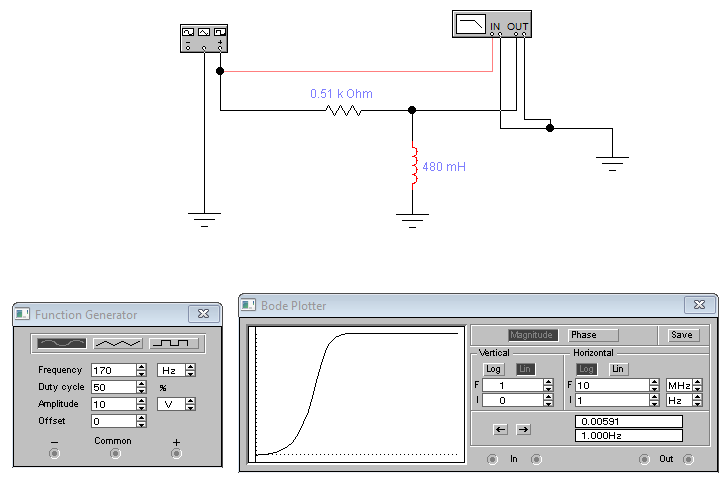 IN OUT
- +
0.51 k Ohm
480 mH
Function Generator
Frequency 170 Hz
Duty cycle 50 %
Amplitude 10 V
Offset 0
- Common +
Bode Plotter
Magnitude Phase Save
Vertical Horizontal
Log Lin Log Lin
F 1 F 10 MHz
I 0 I 1 Hz
← → 0.00591
1.000Hz
In Out